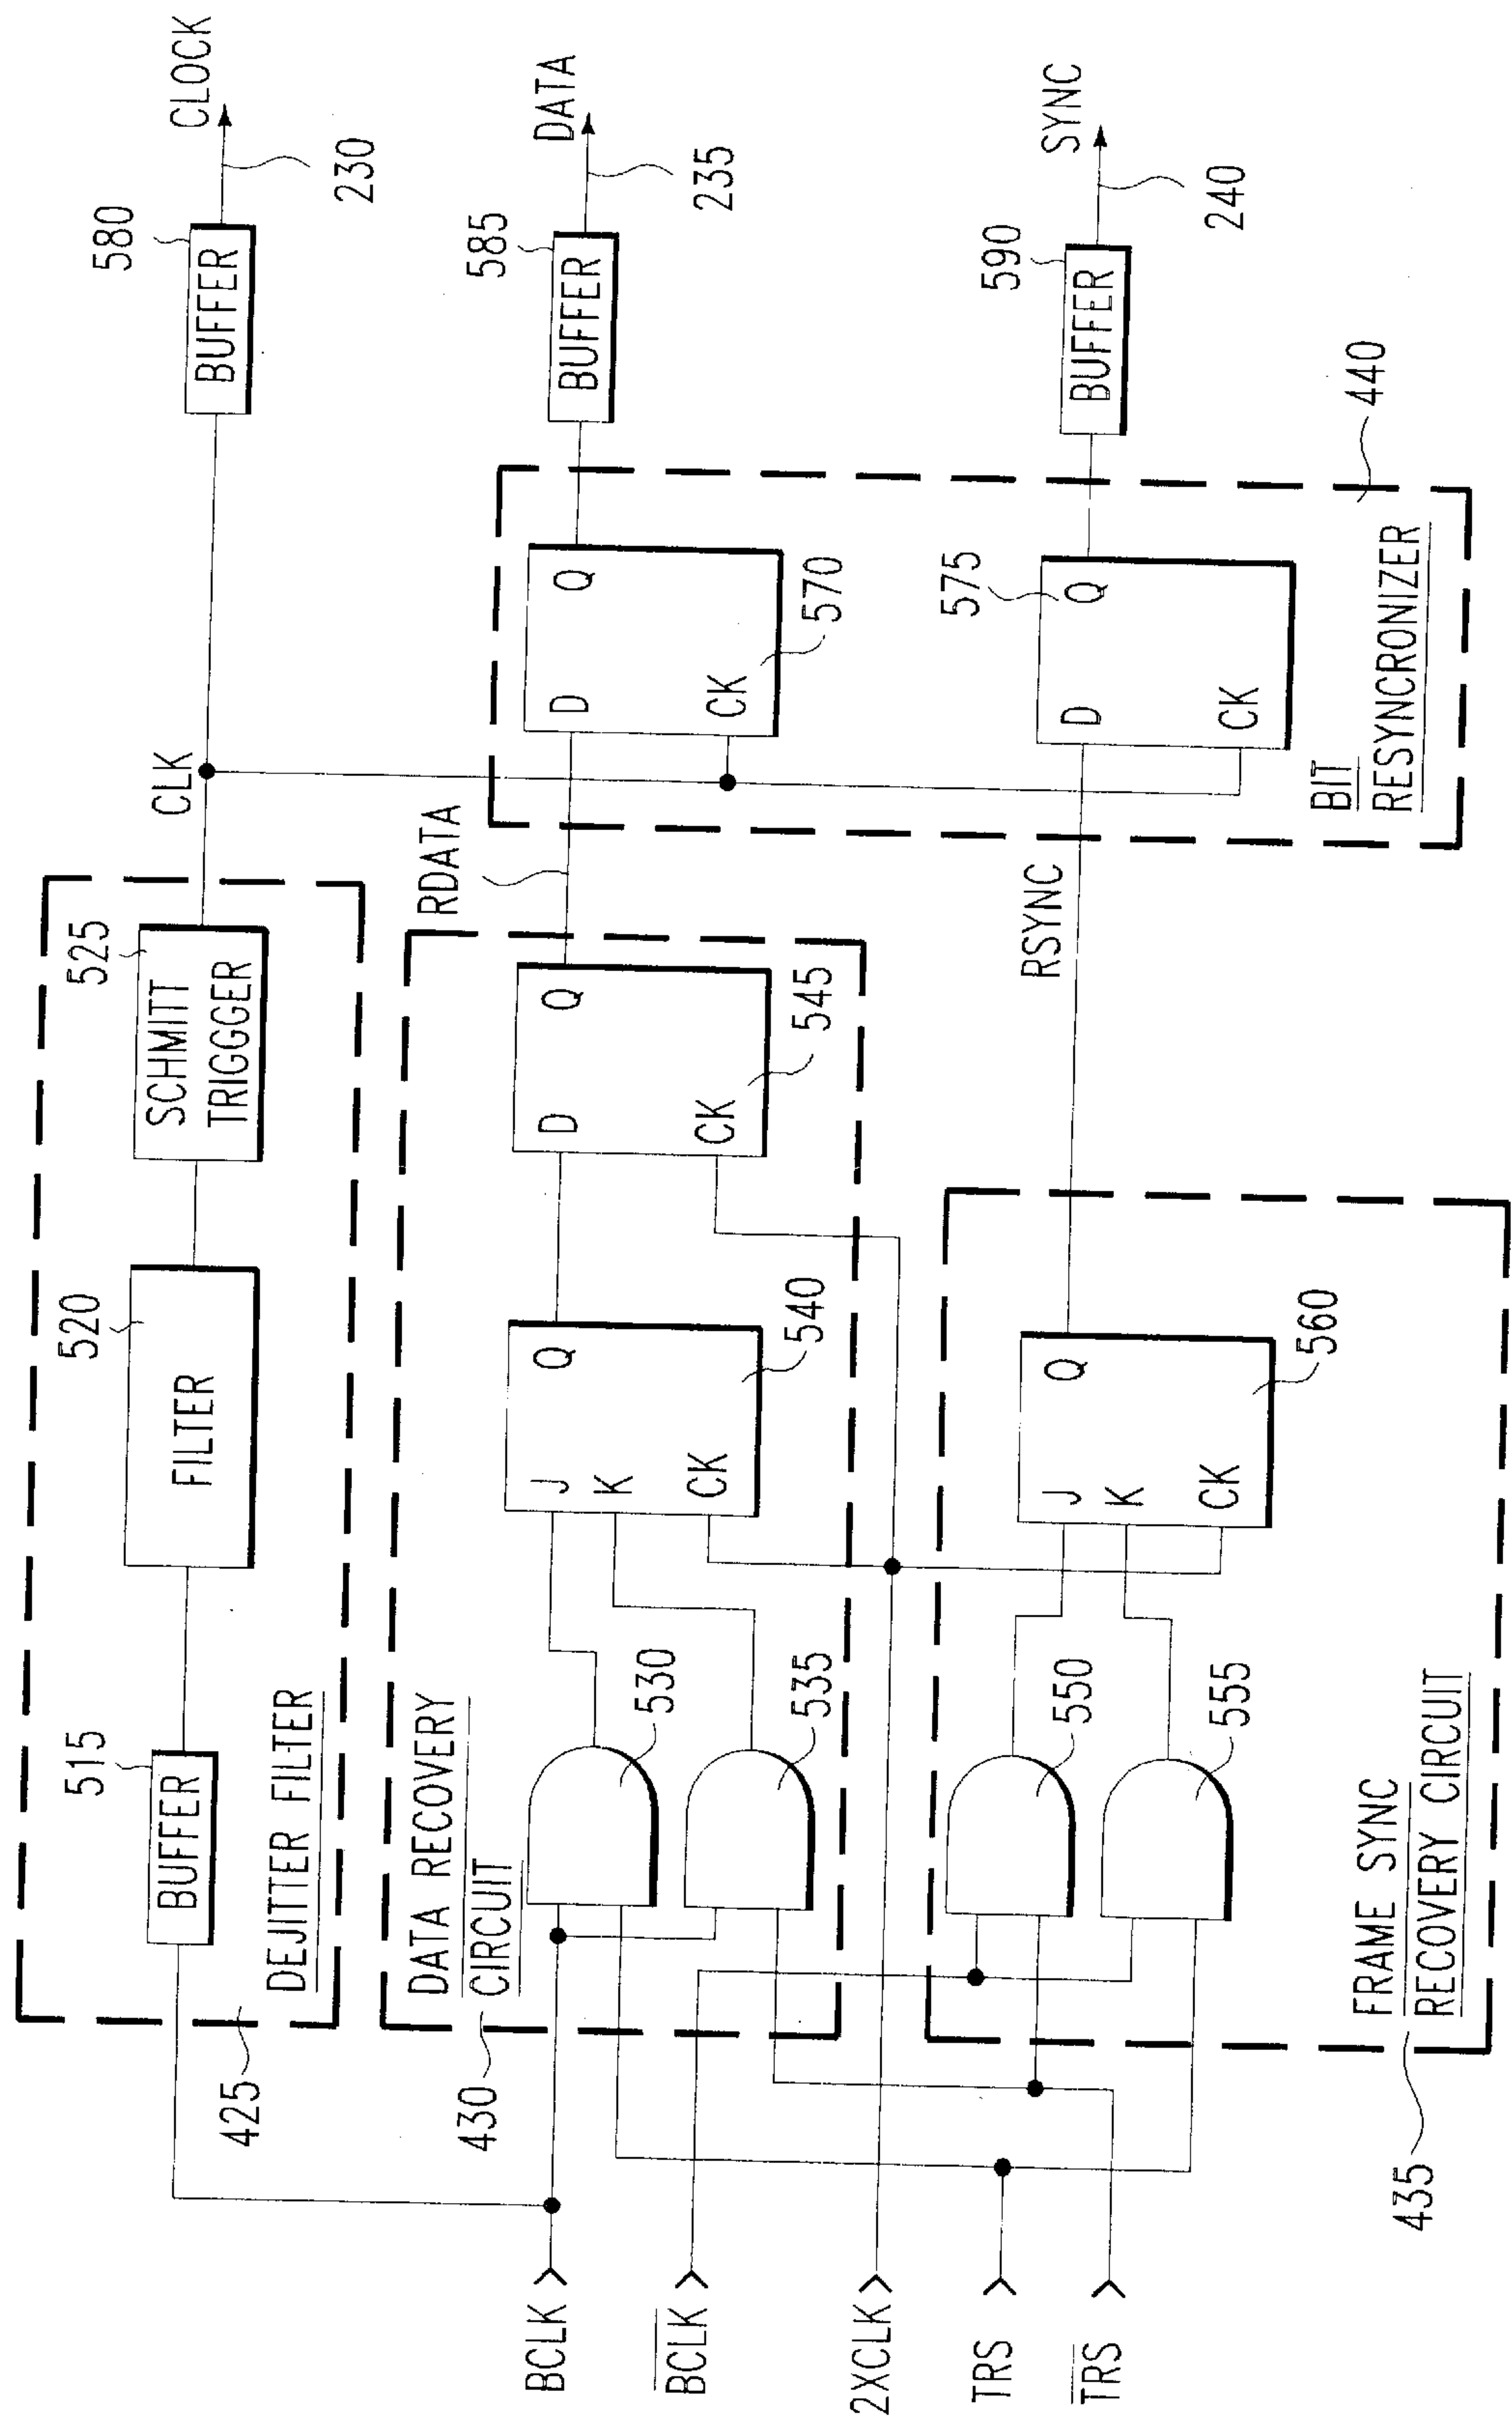 CLOCK
580
BUFFER
230
CLK
525
SCHMITT
TRIGGER
520
FILTER
515
BUFFER
DEJITTER FILTER
425
DATA
585
BUFFER
235
RDATA
D
Q
CK
570
D
Q
CK
545
J
Q
K
CK
540
530
535
DATA RECOVERY
CIRCUIT
430
SYNC
590
BUFFER
240
575
D
Q
CK
BIT
RESYNCRONIZER
440
RSYNC
J
Q
K
CK
560
550
555
FRAME SYNC
RECOVERY CIRCUIT
435
BCLK
BCLK
2XCLK
TRS
TRS